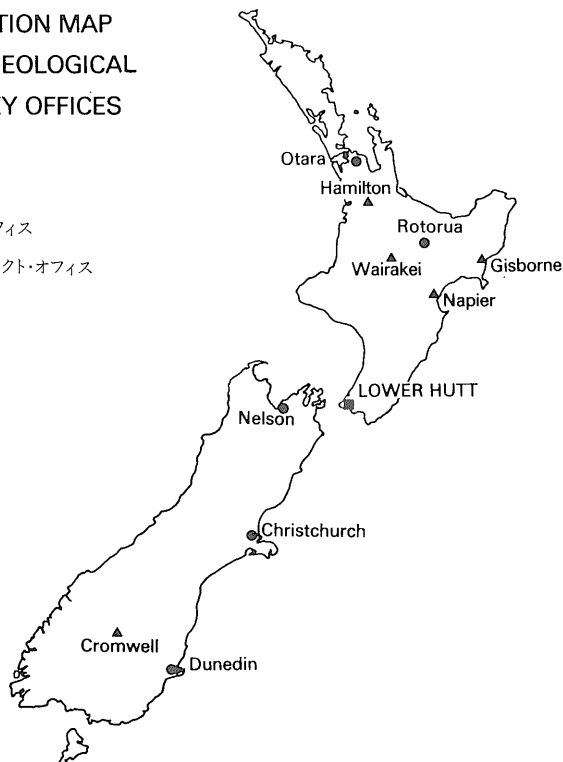 TION MAP
EOLOGICAL
Y OFFICES
フィス
クト・オフィス
Otara
Hamilton
Rotorua
Wairakei
Gisborne
Napier
LOWER HUTT
Nelson
Christchurch
Cromwell
Dunedin